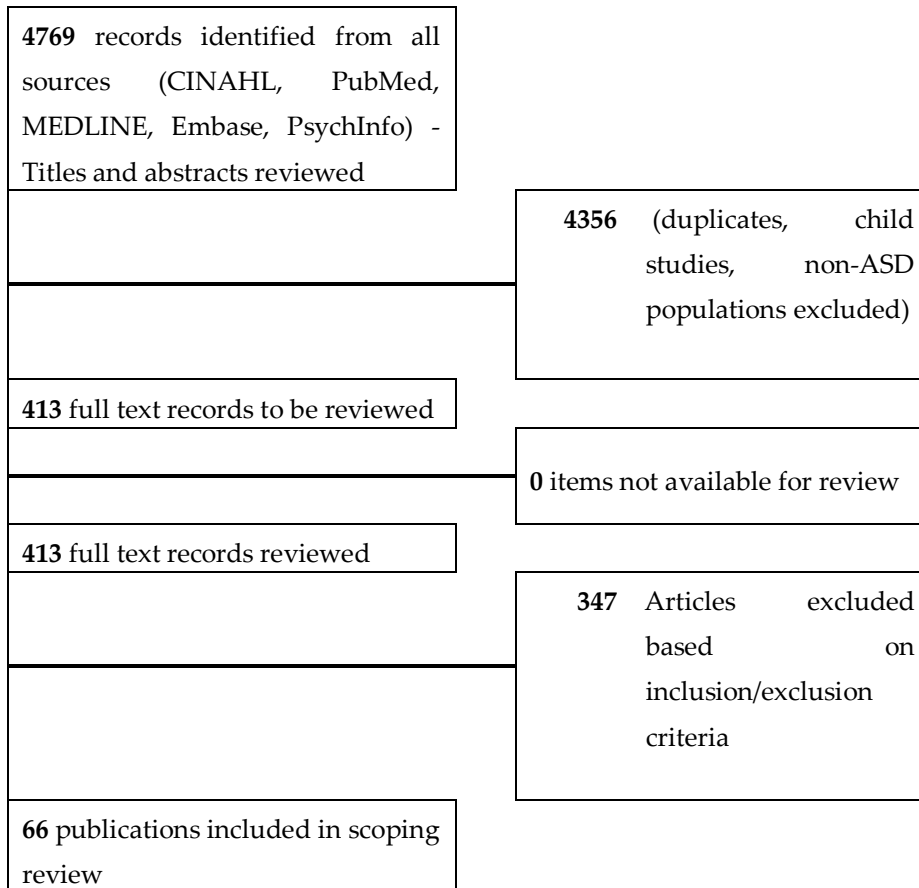 4769 records identified from all
sources (CINAHL, PubMed,
MEDLINE, Embase, PsychInfo) -
Titles and abstracts reviewed
4356 (duplicates, child
studies, non-ASD
populations excluded)
413 full text records to be reviewed
0 items not available for review
413 full text records reviewed
347 Articles excluded
based on
inclusion/exclusion
criteria
66 publications included in scoping
review